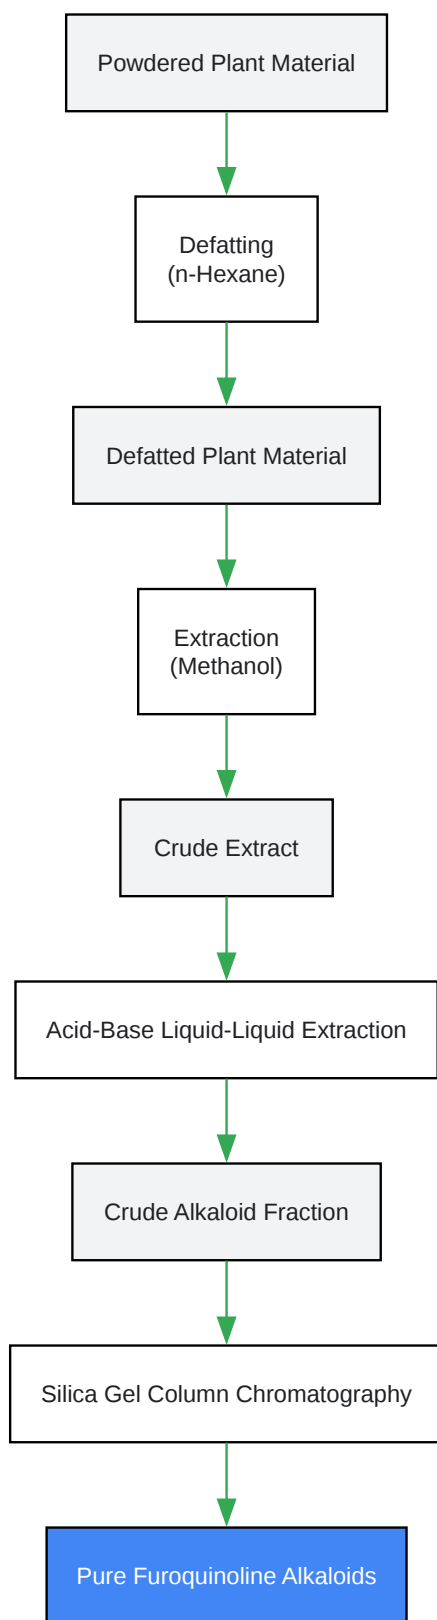 Powdered Plant Material
Defatting
(n-Hexane)
Defatted Plant Material
Extraction
(Methanol)
Crude Extract
Acid-Base Liquid-Liquid Extraction
Crude Alkaloid Fraction
Silica Gel Column Chromatography
Pure Furoquinoline Alkaloids